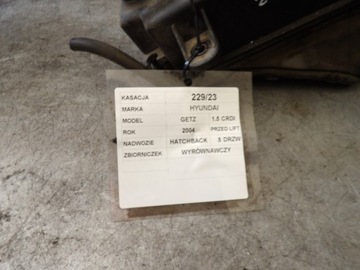 KASACJA 229/23
MARKA HYUNDAI
MODEL GETZ 1.5 CRDI
ROK 2004 PRZED LIFT
NADWOZIE HATCHBACK 5 DRZWI
ZBIORNICZEK WYRÓWNAWCZY